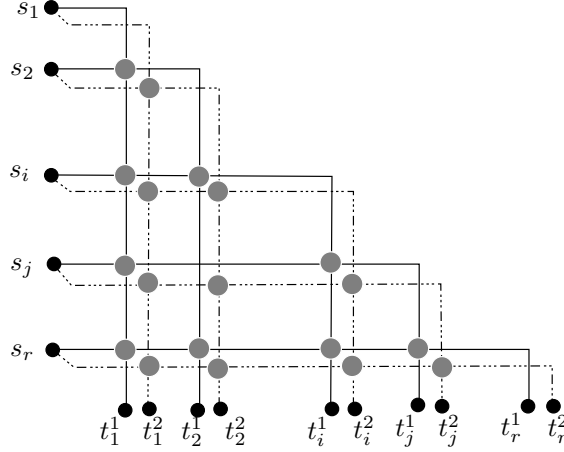 s₁
s₂
sᵢ
sⱼ
sᵣ
t₁¹ t₁² t₂¹ t₂² tᵢ¹ tᵢ² tⱼ¹ tⱼ² tᵣ¹ tᵣ²